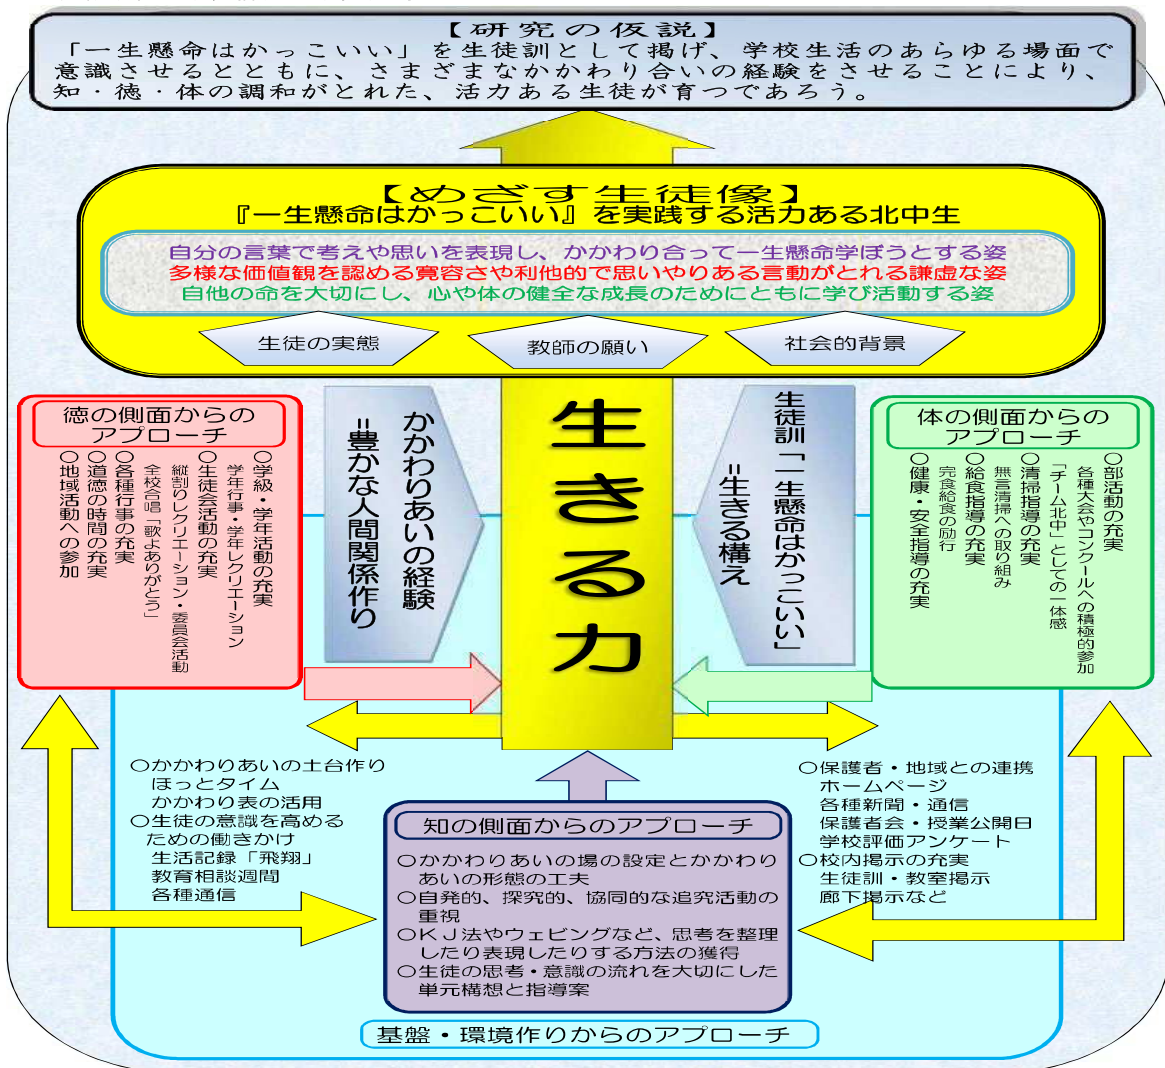 【研究の仮説】
「一生懸命はかっこいい」を生徒訓として掲げ、学校生活のあらゆる場面で
意識させるとともに、さまざまなかかわり合いの経験をさせることにより、
知・徳・体の調和がとれた、活力ある生徒が育つであろう。
【めざす生徒像】
『一生懸命はかっこいい』を実践する活力ある北中生
自分の言葉で考えや思いを表現し、かかわり合って一生懸命学ぼうとする姿
多様な価値観を認める寛容さや利他的で思いやりある言動がとれる謙虚な姿
自他の命を大切にし、心や体の健全な成長のためにともに学び活動する姿
生徒の実態
教師の願い
社会的背景
徳の側面からの
アプローチ
○学級・学年活動の充実
学年行事・学年レクリエーション
○生徒会活動の充実
縦割りレクリエーション・委員会活動
全校合唱「歌よありがとう」
○各種行事の充実
○道徳の時間の充実
○地域活動への参加
かかわりあいの経験
=豊かな人間関係作り
生きる力
生徒訓「一生懸命はかっこいい」
=生きる構え
体の側面からの
アプローチ
○部活動の充実
各種大会やコンクールへの積極的参加
「チーム北中」としての一体感
○清掃指導の充実
無言清掃への取り組み
○給食指導の充実
完食給食の励行
○健康・安全指導の充実
○かかわりあいの土台作り
ほっとタイム
かかわり表の活用
○生徒の意識を高める
ための働きかけ
生活記録「飛翔」
教育相談週間
各種通信
知の側面からのアプローチ
○かかわりあいの場の設定とかかわり
あいの形態の工夫
○自発的、探究的、協同的な追究活動の
重視
○KJ法やウェビングなど、思考を整理
したり表現したりする方法の獲得
○生徒の思考・意識の流れを大切にした
単元構想と指導案
○保護者・地域との連携
ホームページ
各種新聞・通信
保護者会・授業公開日
学校評価アンケート
○校内掲示の充実
生徒訓・教室掲示
廊下掲示など
基盤・環境作りからのアプローチ